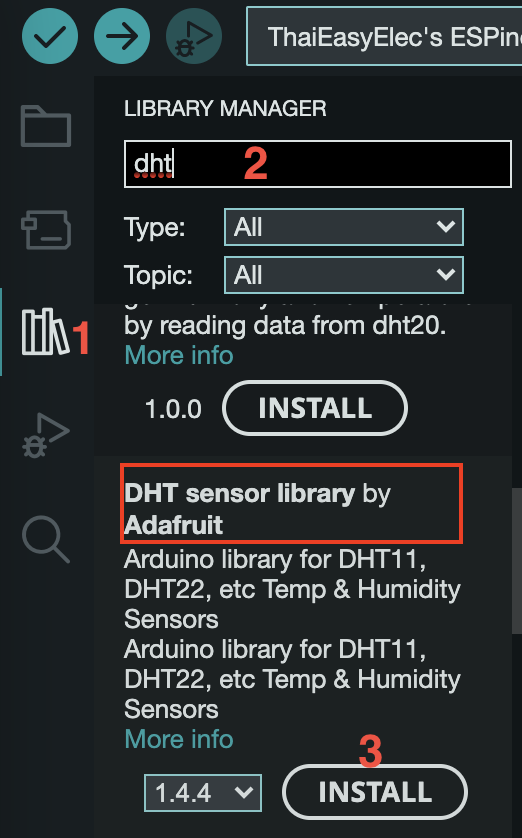 ThaiEasyElec's ESPin
LIBRARY MANAGER
dht 2
Type: All
Topic: All
by reading data from dht20.
More info
1
1.0.0 INSTALL
DHT sensor library by
Adafruit
Arduino library for DHT11,
DHT22, etc Temp & Humidity
Sensors
Arduino library for DHT11,
DHT22, etc Temp & Humidity
Sensors
More info
3
1.4.4 INSTALL